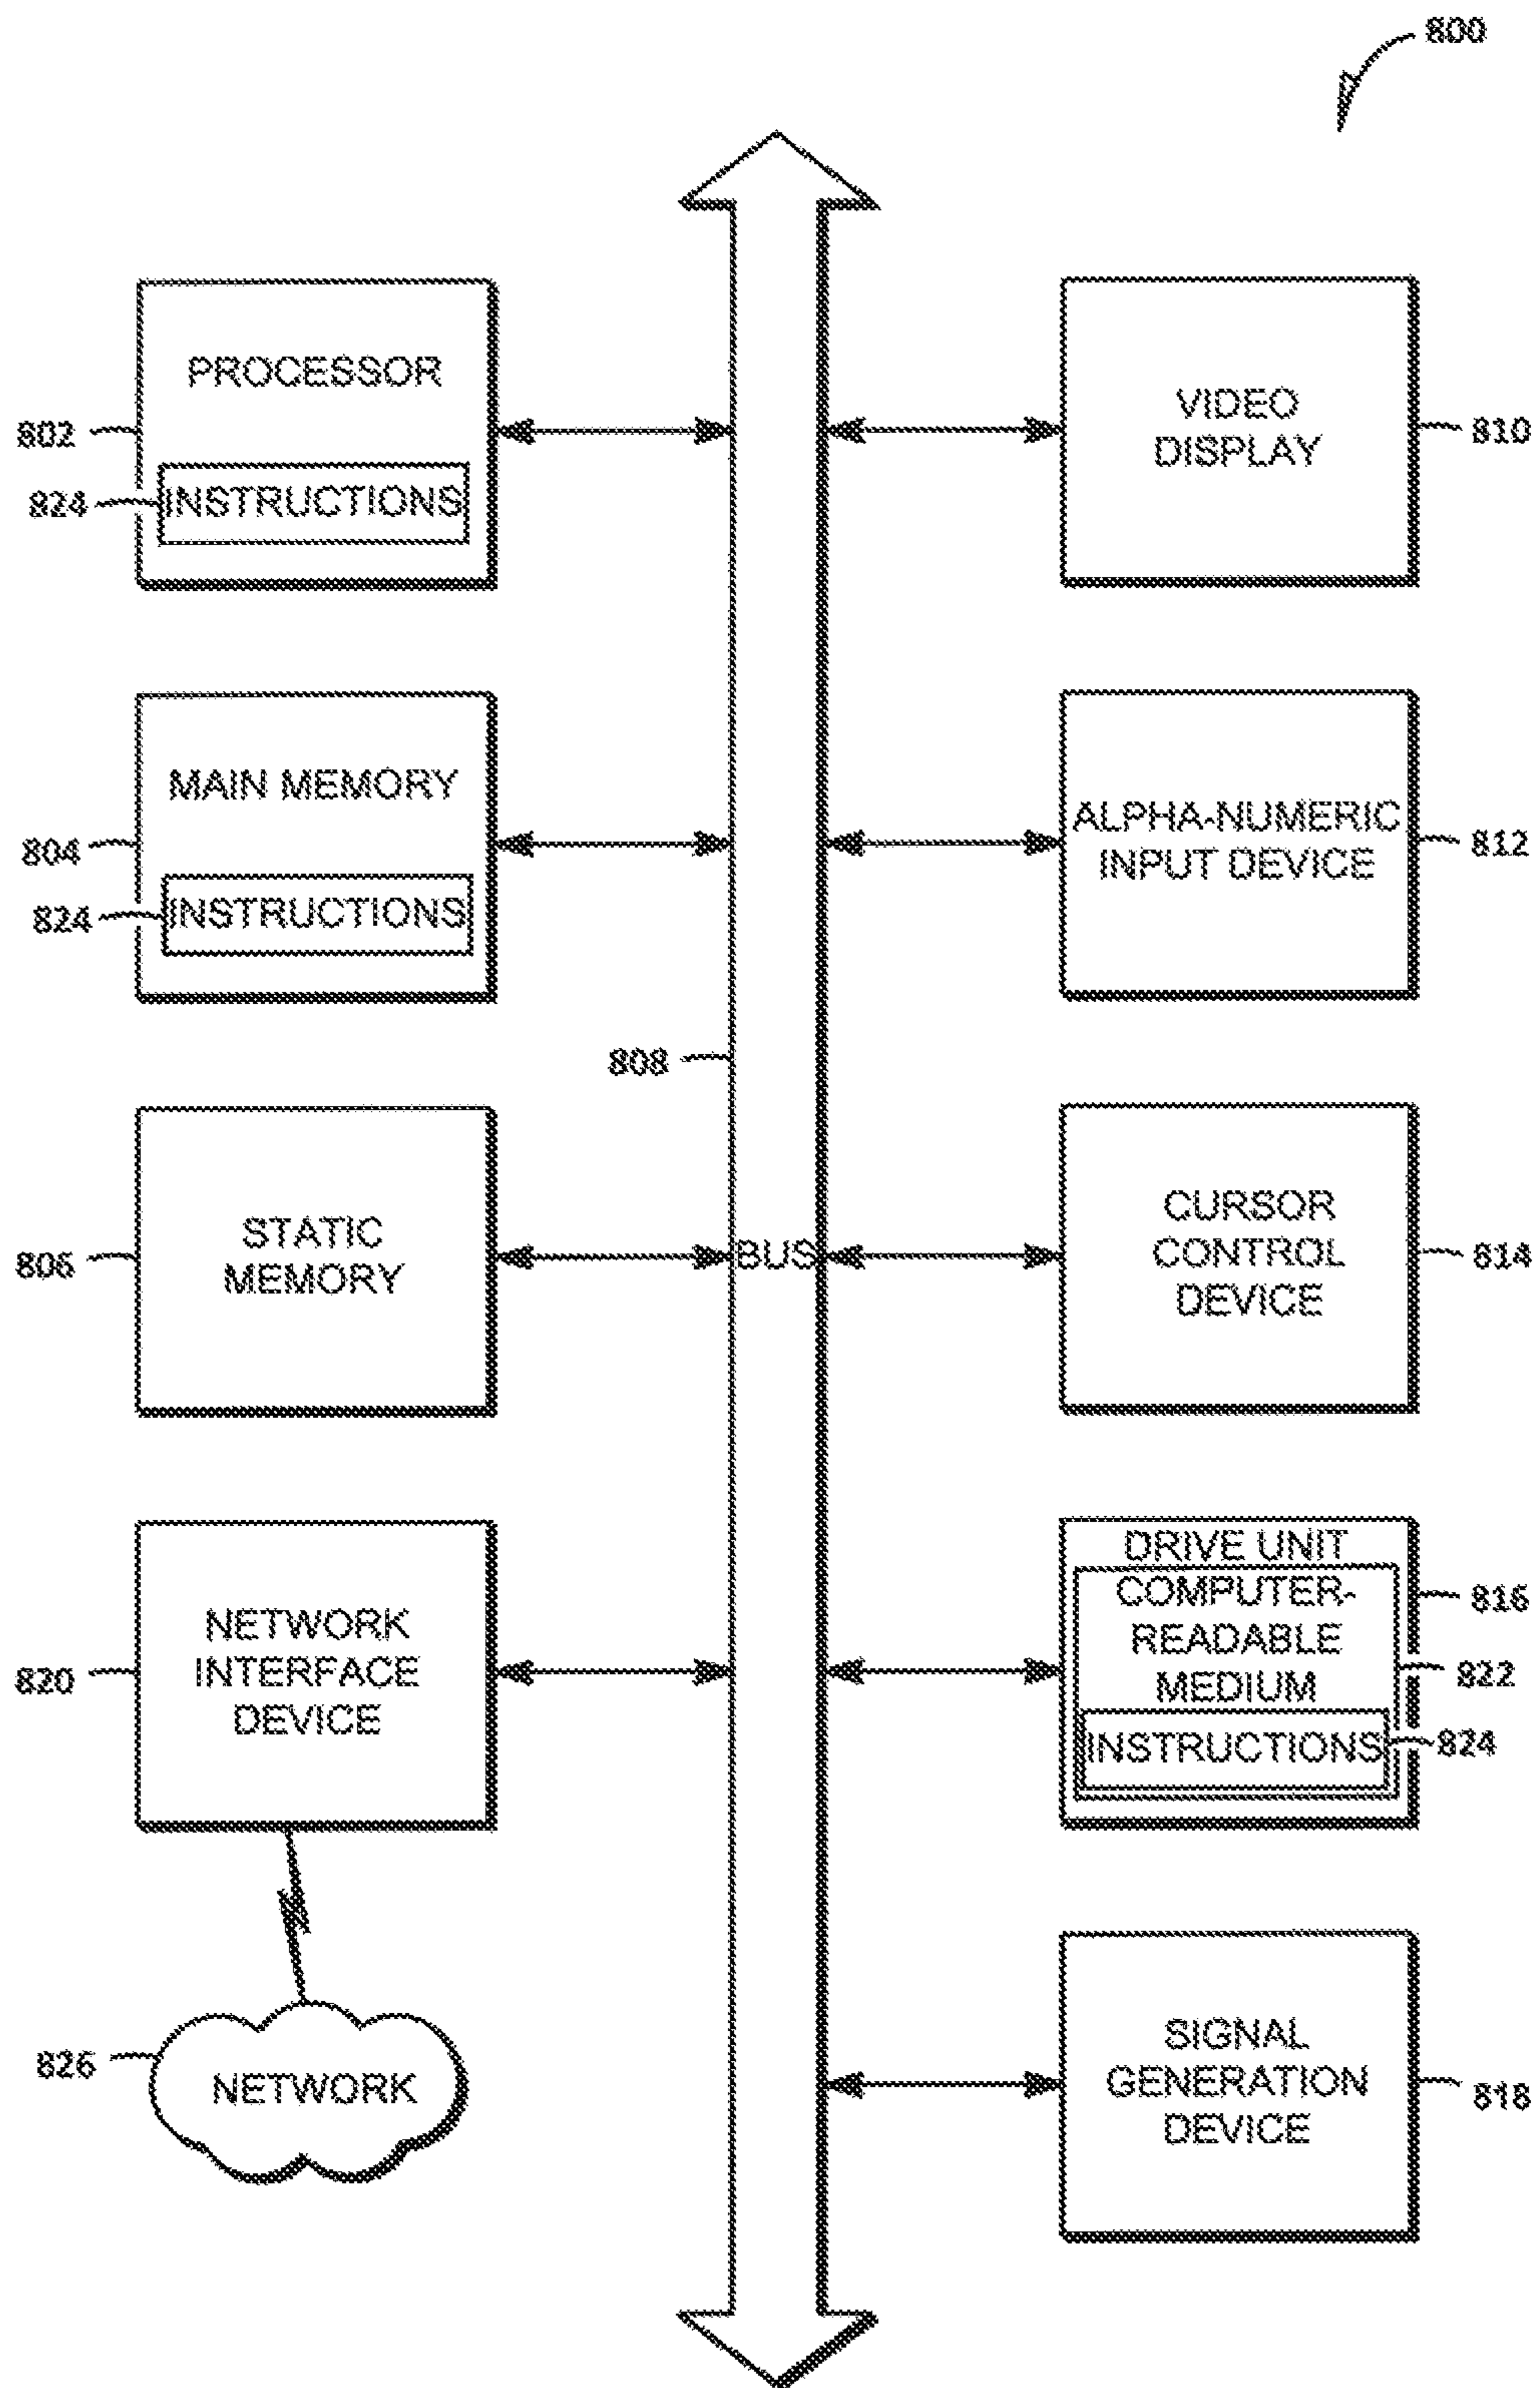 800
PROCESSOR
802
824
INSTRUCTIONS
VIDEO
DISPLAY
810
MAIN MEMORY
804
824
INSTRUCTIONS
ALPHA-NUMERIC
INPUT DEVICE
812
808
STATIC
MEMORY
806
BUS
CURSOR
CONTROL
DEVICE
814
NETWORK
INTERFACE
DEVICE
820
DRIVE UNIT
COMPUTER-
READABLE
MEDIUM
816
822
INSTRUCTIONS
824
826
NETWORK
SIGNAL
GENERATION
DEVICE
818